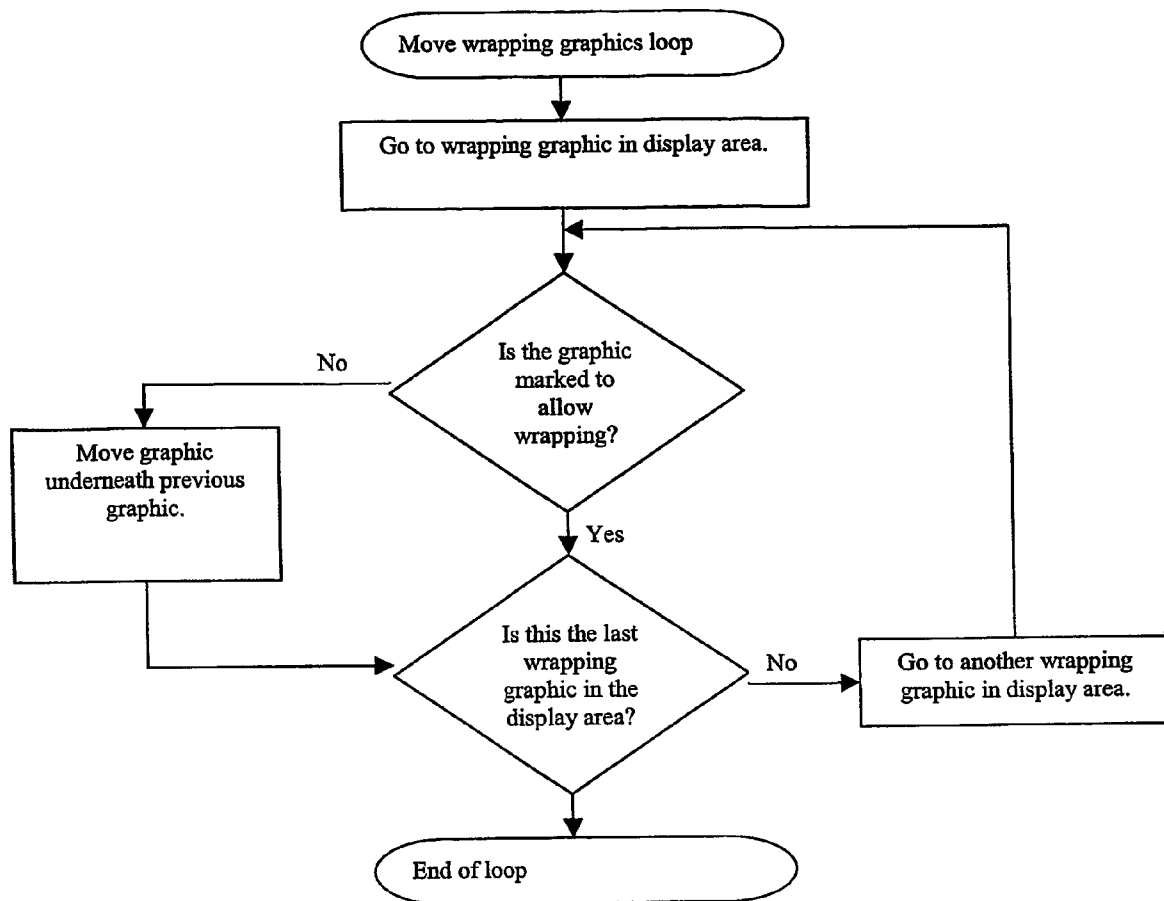 Move wrapping graphics loop
Go to wrapping graphic in display area.
Is the graphic
marked to
allow
wrapping?
No
Move graphic
underneath previous
graphic.
Yes
Is this the last
wrapping
graphic in the
display area?
No
Go to another wrapping
graphic in display area.
End of loop